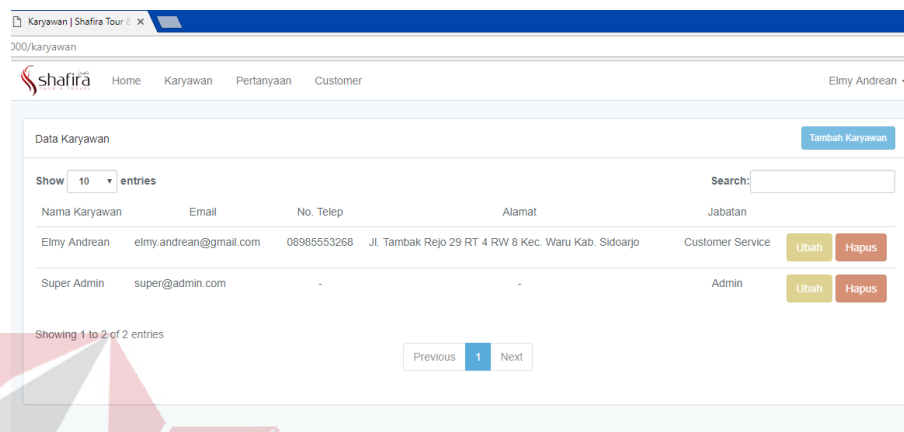 Karyawan | Shafira Tour &
000/karyawan
shafira Home Karyawan Pertanyaan Customer Elmy Andrean
TOUR & TRAVEL
Data Karyawan Tambah Karyawan
Show 10 entries Search:
Nama Karyawan Email No. Telep Alamat Jabatan
Elmy Andrean elmy.andrean@gmail.com 08985553268 Jl. Tambak Rejo 29 RT 4 RW 8 Kec. Waru Kab. Sidoarjo Customer Service Ubah Hapus
Super Admin super@admin.com - - Admin Ubah Hapus
Showing 1 to 2 of 2 entries
Previous 1 Next